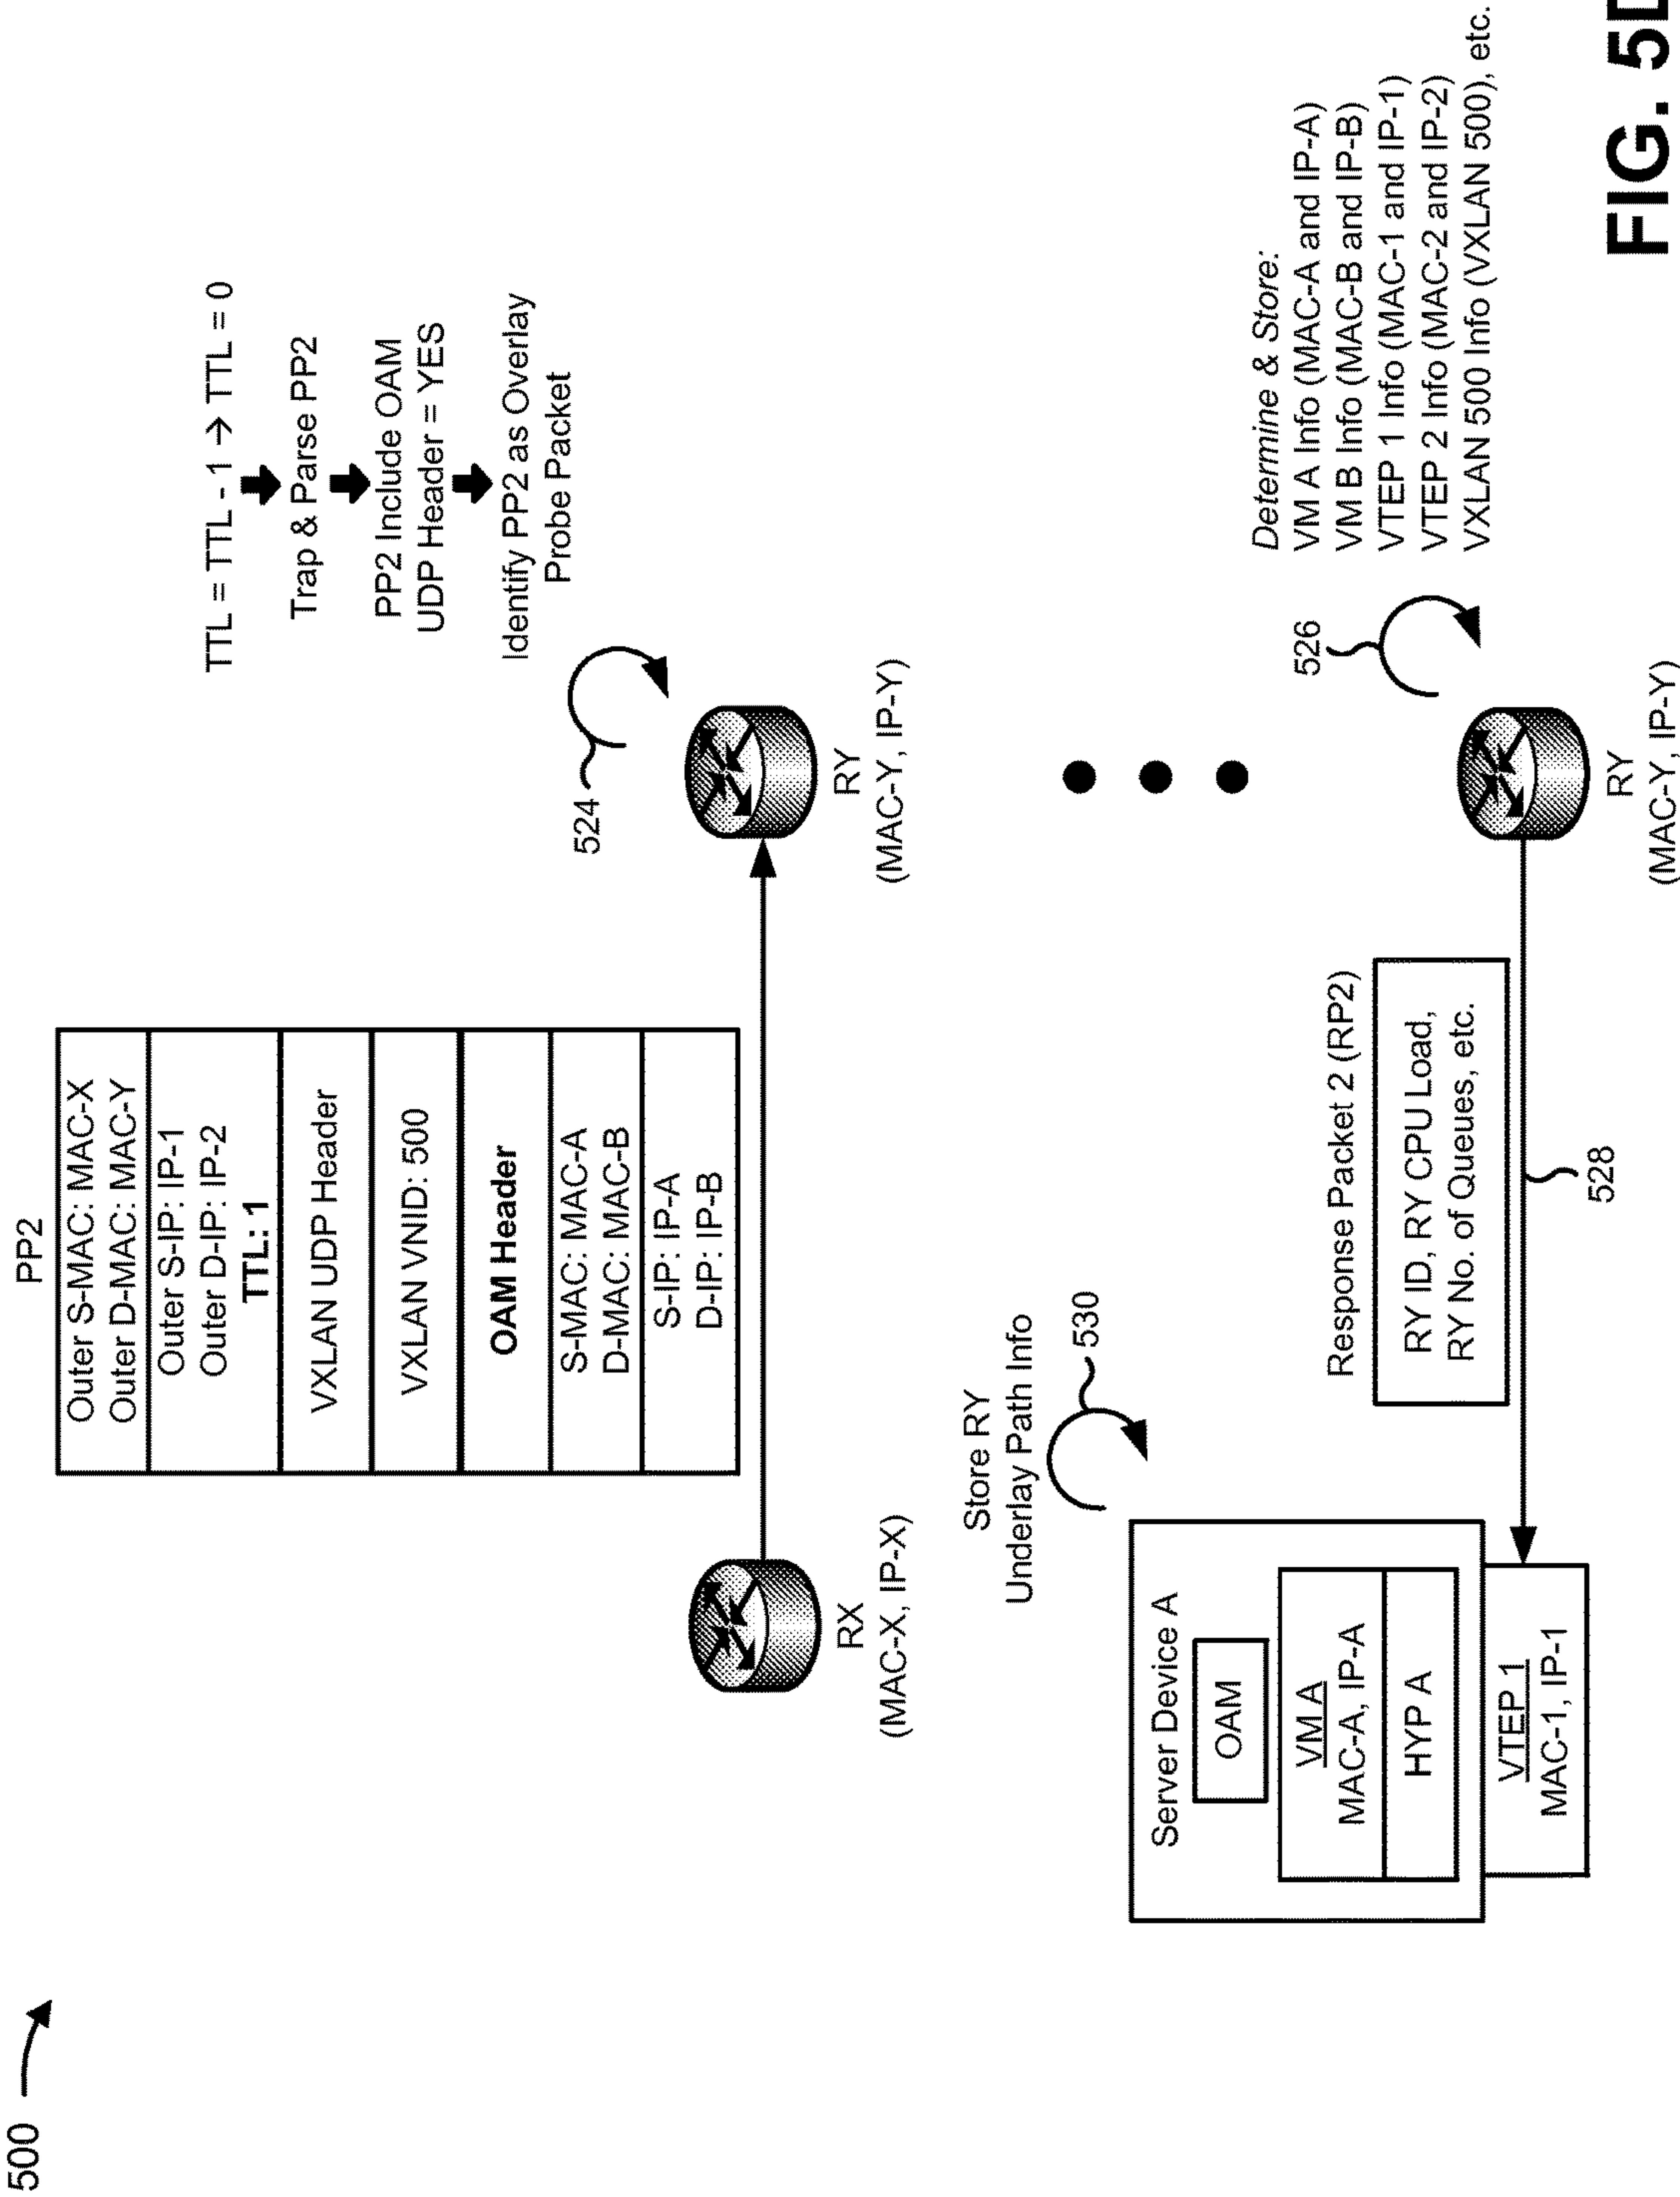 500
PP2
Outer S-MAC: MAC-X
Outer D-MAC: MAC-Y
Outer S-IP: IP-1
Outer D-IP: IP-2
TTL: 1
VXLAN UDP Header
VXLAN VNID: 500
OAM Header
S-MAC: MAC-A
D-MAC: MAC-B
S-IP: IP-A
D-IP: IP-B
TTL = TTL - 1 → TTL = 0
Trap & Parse PP2
PP2 Include OAM
UDP Header = YES
Identify PP2 as Overlay
Probe Packet
524
RX
(MAC-X, IP-X)
RY
(MAC-Y, IP-Y)
Store RY
Underlay Path Info
530
Server Device A
OAM
VM A
MAC-A, IP-A
HYP A
VTEP 1
MAC-1, IP-1
Response Packet 2 (RP2)
RY ID, RY CPU Load,
RY No. of Queues, etc.
528
526
Determine & Store:
VM A Info (MAC-A and IP-A)
VM B Info (MAC-B and IP-B)
VTEP 1 Info (MAC-1 and IP-1)
VTEP 2 Info (MAC-2 and IP-2)
VXLAN 500 Info (VXLAN 500), etc.
RY
(MAC-Y, IP-Y)
FIG. 5D